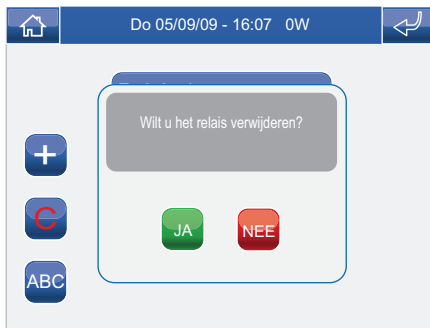 Do 05/09/09 - 16:07 0W
Wilt u het relais verwijderen?
+
C
ABC
JA
NEE